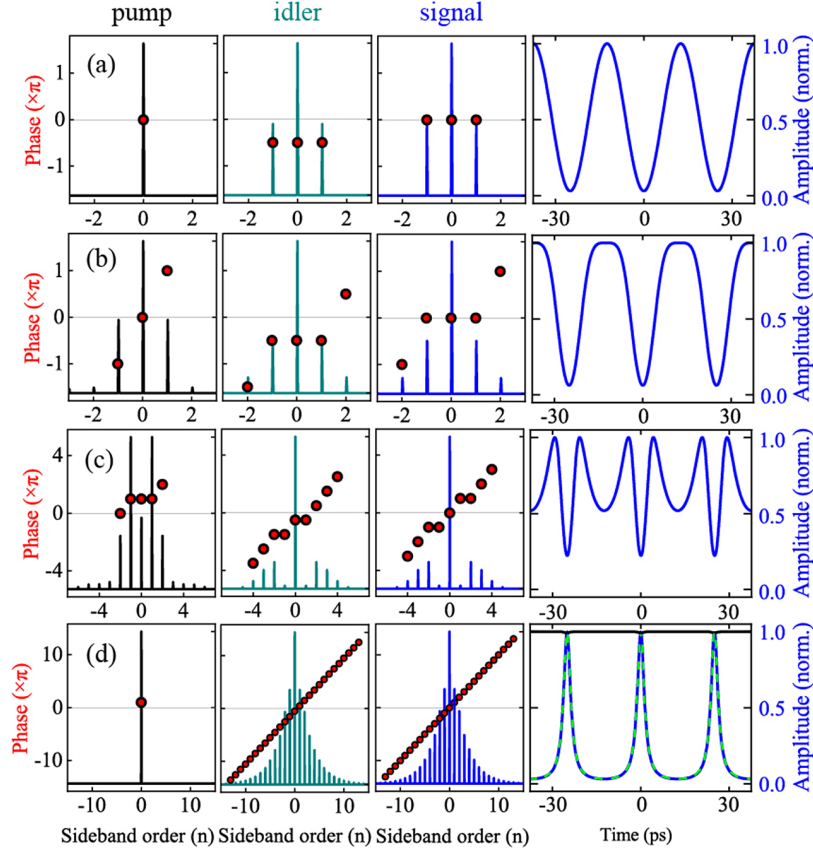 pump idler signal
(a)
Phase (×π)
1
0
-1
1.0
0.5
0.0
Amplitude (norm.)
-2 0 2 -2 0 2 -2 0 2 -30 0 30
(b)
Phase (×π)
1
0
-1
1.0
0.5
0.0
Amplitude (norm.)
-2 0 2 -2 0 2 -2 0 2 -30 0 30
(c)
Phase (×π)
4
0
-4
1.0
0.5
0.0
Amplitude (norm.)
-4 0 4 -4 0 4 -4 0 4 -30 0 30
(d)
Phase (×π)
10
0
-10
1.0
0.5
0.0
Amplitude (norm.)
-10 0 10 -10 0 10 -10 0 10 -30 0 30
Sideband order (n) Sideband order (n) Sideband order (n) Time (ps)